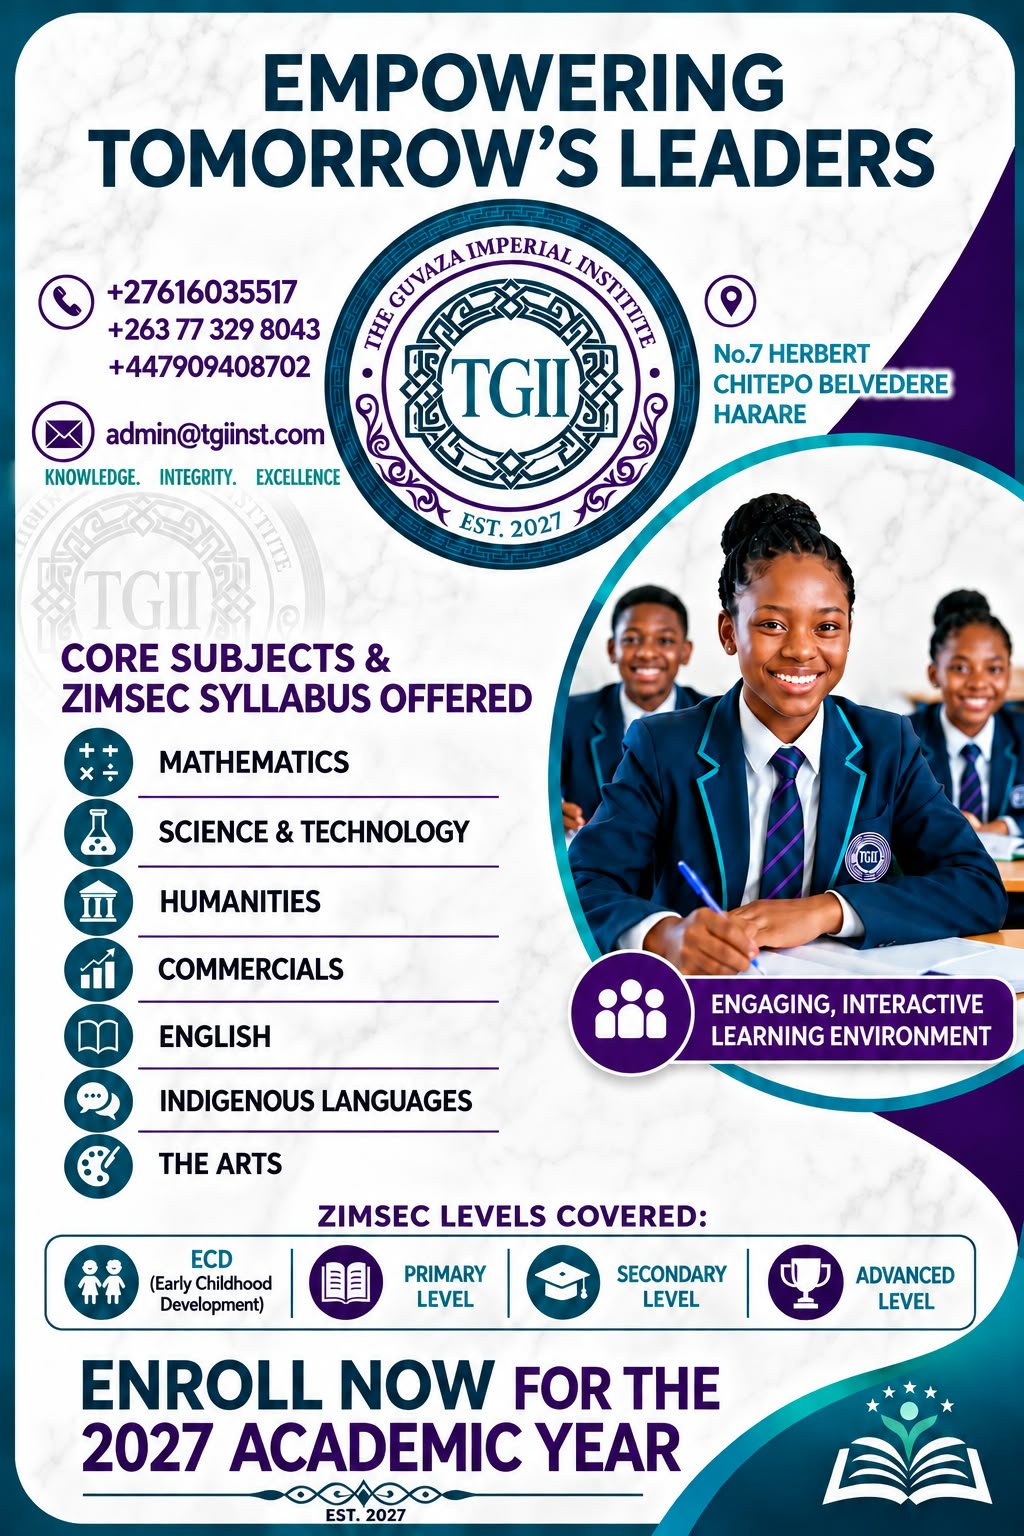 EMPOWERING
TOMORROW'S LEADERS
+27616035517
+263 77 329 8043
+447909408702
admin@tgiinst.com
KNOWLEDGE. INTEGRITY. EXCELLENCE
THE GUVAZA IMPERIAL INSTITUTE
TGII
EST. 2027
No.7 HERBERT
CHITEPO BELVEDERE
HARARE
TGII
CORE SUBJECTS &
ZIMSEC SYLLABUS OFFERED
MATHEMATICS
SCIENCE & TECHNOLOGY
HUMANITIES
COMMERCIALS
ENGLISH
INDIGENOUS LANGUAGES
THE ARTS
TGII
ENGAGING, INTERACTIVE
LEARNING ENVIRONMENT
ZIMSEC LEVELS COVERED:
ECD
(Early Childhood
Development)
PRIMARY
LEVEL
SECONDARY
LEVEL
ADVANCED
LEVEL
ENROLL NOW FOR THE
2027 ACADEMIC YEAR
EST. 2027